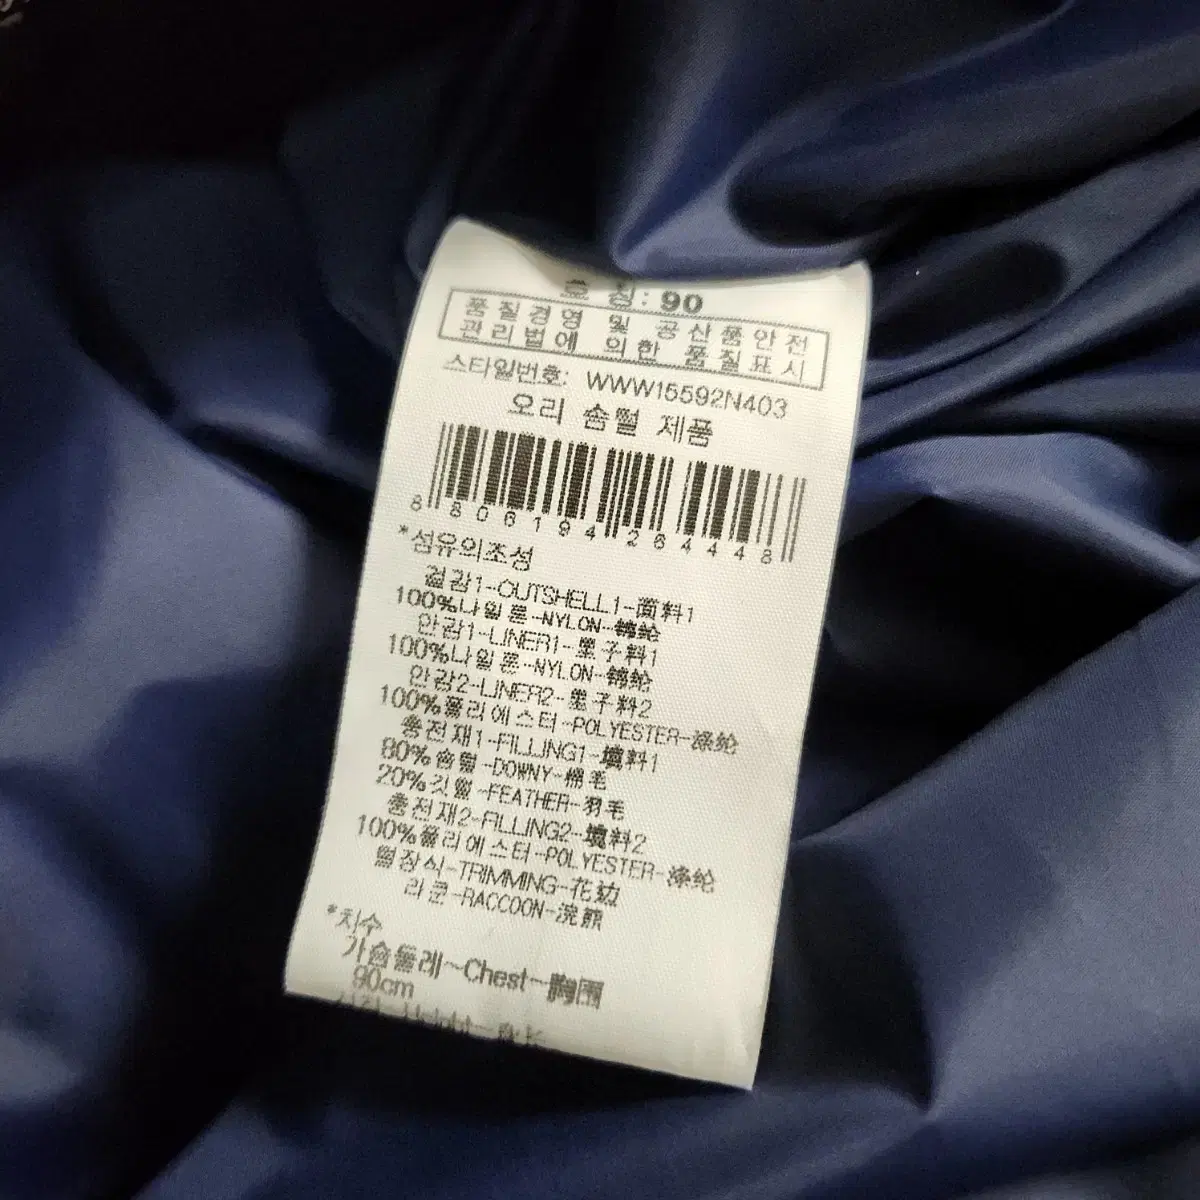 호 칭: 90
품질경영 및 공산품안전
관리법에 의한 품질표시
스타일번호: WWW15592N403
오리 솜털 제품
8806194264448
*섬유의조성
겉감1-OUTSHELL1-面料1
100%나일론-NYLON-锦纶
안감1-LINER1-里子料1
100%나일론-NYLON-锦纶
안감2-LINER2-里子料2
100%폴리에스터-POLYESTER-涤纶
충전재1-FILLING1-填料1
80%솜털-DOWNY-棉毛
20%깃털-FEATHER-羽毛
충전재2-FILLING2-填料2
100%폴리에스터-POLYESTER-涤纶
털장식-TRIMMING-花边
라쿤-RACCOON-浣熊
*치수
가슴둘레~Chest~胸围
90cm
Height 身长